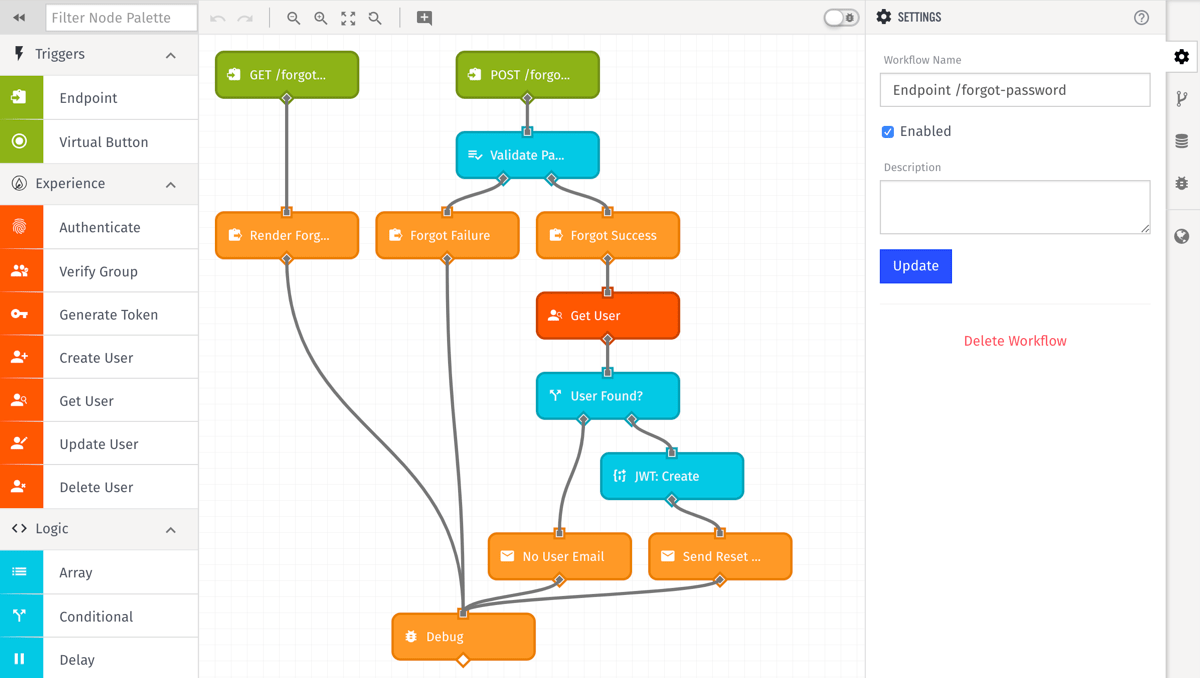 Filter Node Palette
Triggers
Endpoint
Virtual Button
Experience
Authenticate
Verify Group
Generate Token
Create User
Get User
Update User
Delete User
Logic
Array
Conditional
Delay
GET /forgot...
POST /forgo...
Validate Pa...
Render Forg...
Forgot Failure
Forgot Success
Get User
User Found?
JWT: Create
No User Email
Send Reset ...
Debug
SETTINGS
Workflow Name
Endpoint /forgot-password
Enabled
Description
Update
Delete Workflow